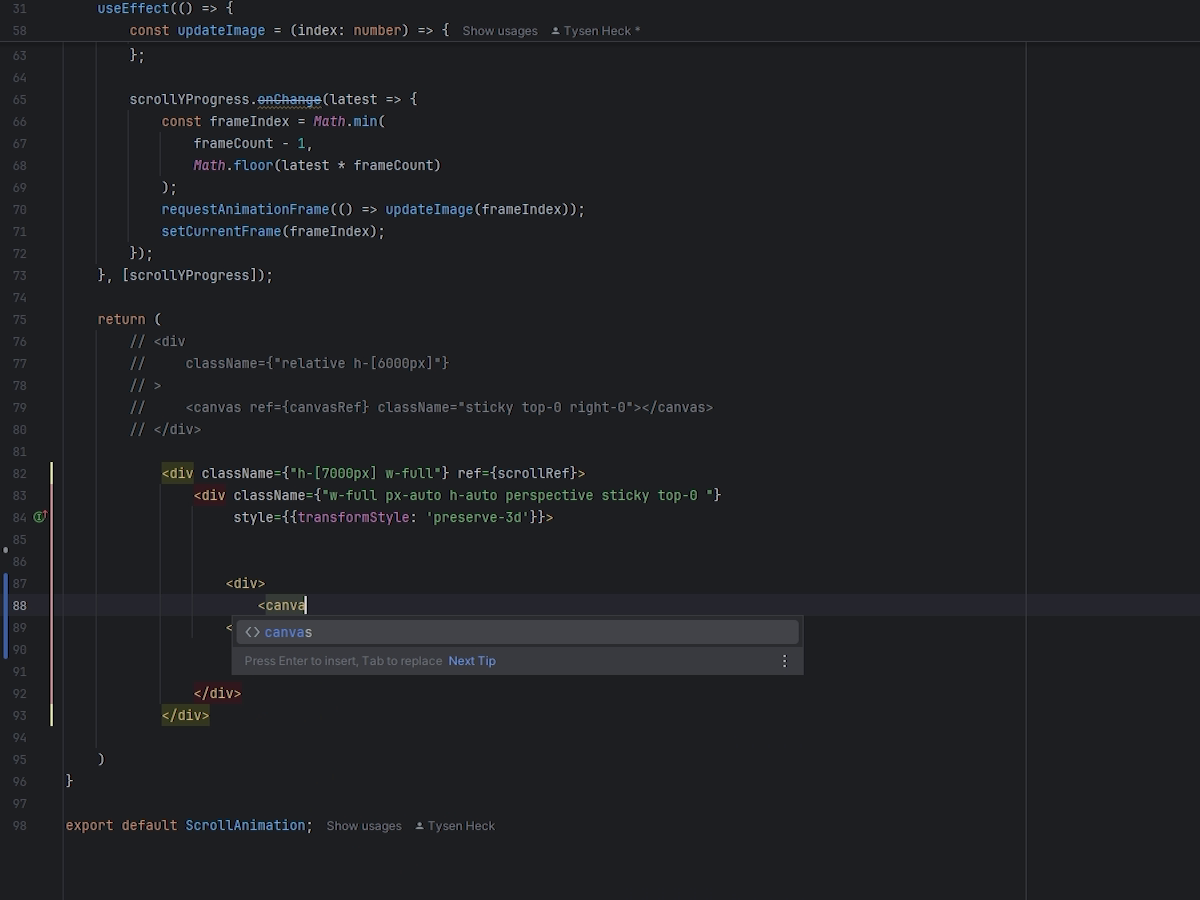 31 useEffect(() => {
58 const updateImage = (index: number) => { Show usages Tysen Heck *
63 };
64
65 scrollYProgress.onChange(latest => {
66 const frameIndex = Math.min(
67 frameCount - 1,
68 Math.floor(latest * frameCount)
69 );
70 requestAnimationFrame(() => updateImage(frameIndex));
71 setCurrentFrame(frameIndex);
72 });
73 }, [scrollYProgress]);
74
75 return (
76 // <div
77 // className={"relative h-[6000px]"}
78 // >
79 // <canvas ref={canvasRef} className="sticky top-0 right-0"></canvas>
80 // </div>
81
82 <div className={"h-[7000px] w-full"} ref={scrollRef}>
83 <div className={"w-full px-auto h-auto perspective sticky top-0 "}
84 style={{transformStyle: 'preserve-3d'}}>
85
86
87 <div>
88 <canva
89 <
<> canvas
90
Press Enter to insert, Tab to replace Next Tip
91
92 </div>
93 </div>
94
95 )
96 }
97
98 export default ScrollAnimation; Show usages Tysen Heck